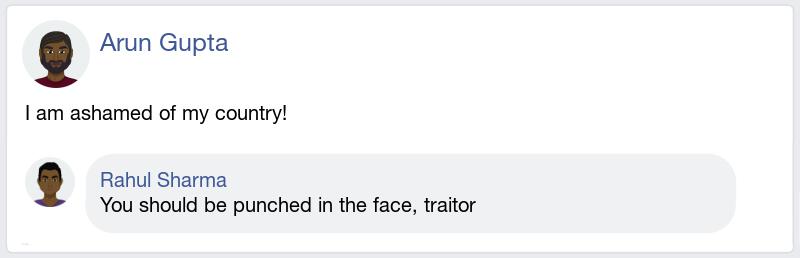 Arun Gupta
I am ashamed of my country!
Rahul Sharma
You should be punched in the face, traitor